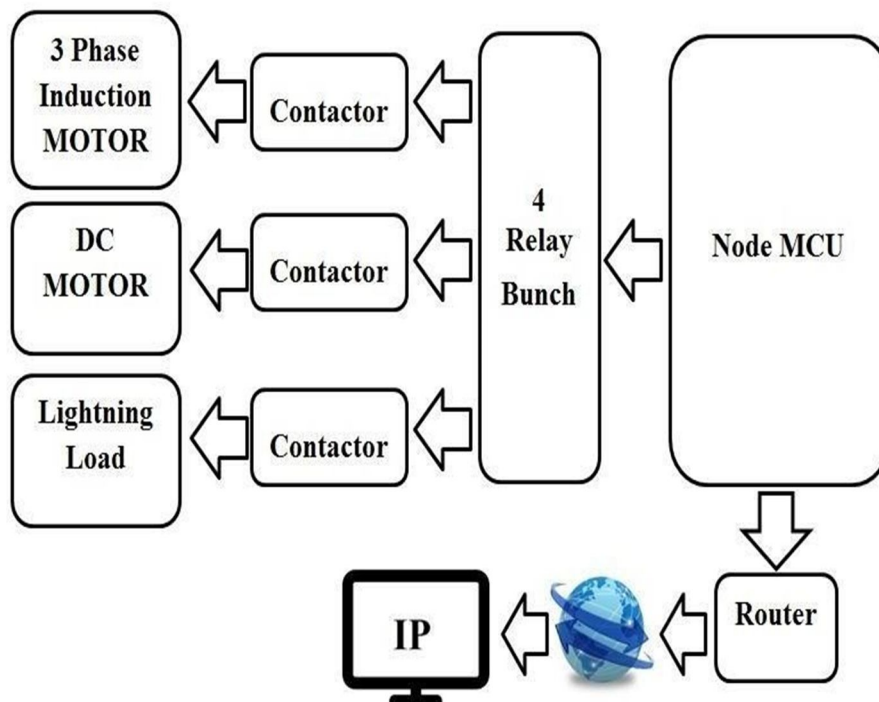 3 Phase
Induction
MOTOR
Contactor
DC
MOTOR
Contactor
Lightning
Load
Contactor
4
Relay
Bunch
Node MCU
Router
IP